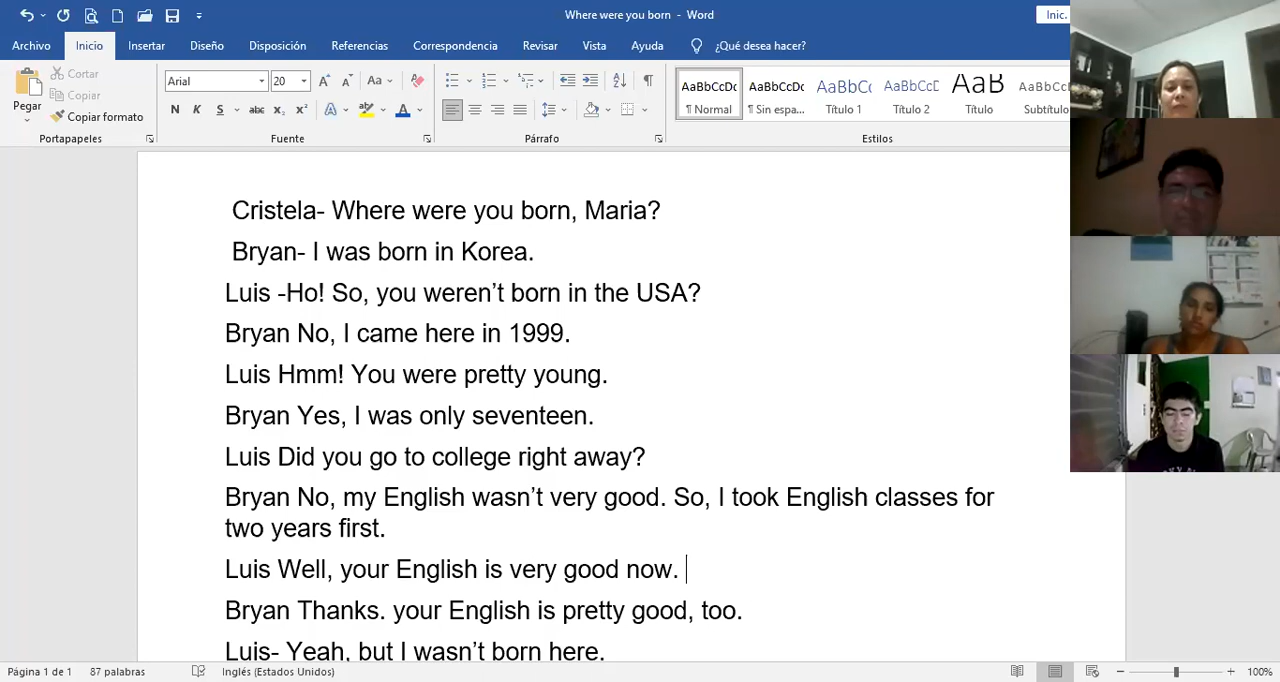 Where were you born - Word
Inic.
Archivo Inicio Insertar Diseño Disposición Referencias Correspondencia Revisar Vista Ayuda ¿Qué desea hacer?
Pegar
Cortar
Copiar
Copiar formato
Portapapeles
Arial 20
Aa
N K S abc x₂ x² A A
Fuente
Párrafo
AaBbCcDc AaBbCcDc AaBbC AaBbCcD AaB AaBbCcD
¶ Normal ¶ Sin espa... Título 1 Título 2 Título Subtítulo
Estilos
Cristela- Where were you born, Maria?
Bryan- I was born in Korea.
Luis -Ho! So, you weren’t born in the USA?
Bryan No, I came here in 1999.
Luis Hmm! You were pretty young.
Bryan Yes, I was only seventeen.
Luis Did you go to college right away?
Bryan No, my English wasn’t very good. So, I took English classes for
two years first.
Luis Well, your English is very good now.
Bryan Thanks. your English is pretty good, too.
Luis- Yeah, but I wasn’t born here.
Página 1 de 1 87 palabras Inglés (Estados Unidos) 100%